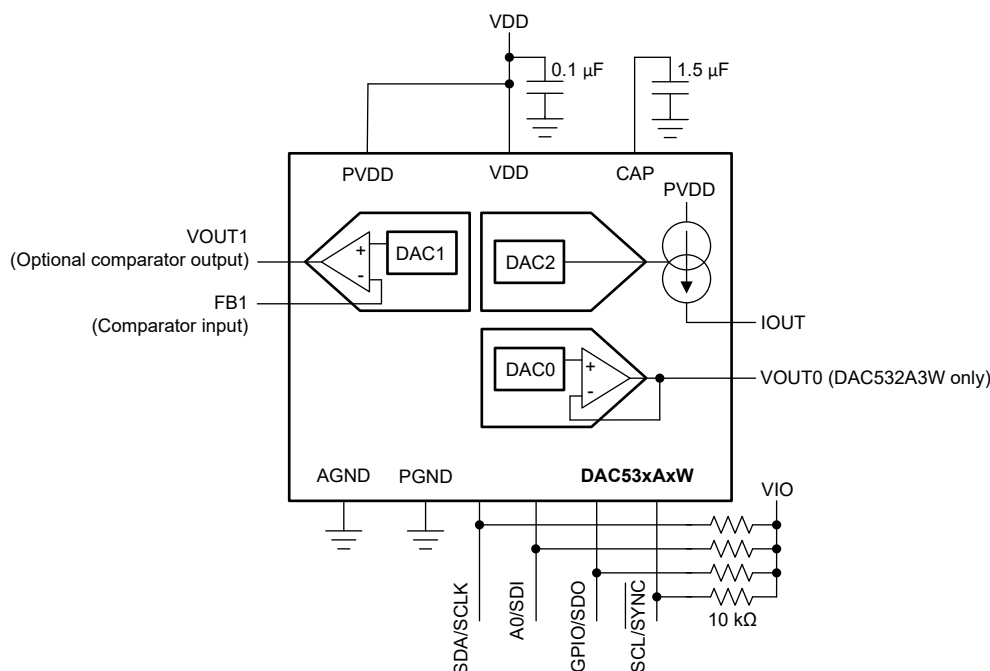 VDD
0.1 µF
1.5 µF
PVDD
VDD
CAP
PVDD
VOUT1
(Optional comparator output)
+
-
DAC1
DAC2
FB1
(Comparator input)
IOUT
DAC0
+
-
VOUT0 (DAC532A3W only)
AGND
PGND
DAC53xAxW
VIO
SDA/SCLK
A0/SDI
GPIO/SDO
SCL/SYNC
10 kΩ